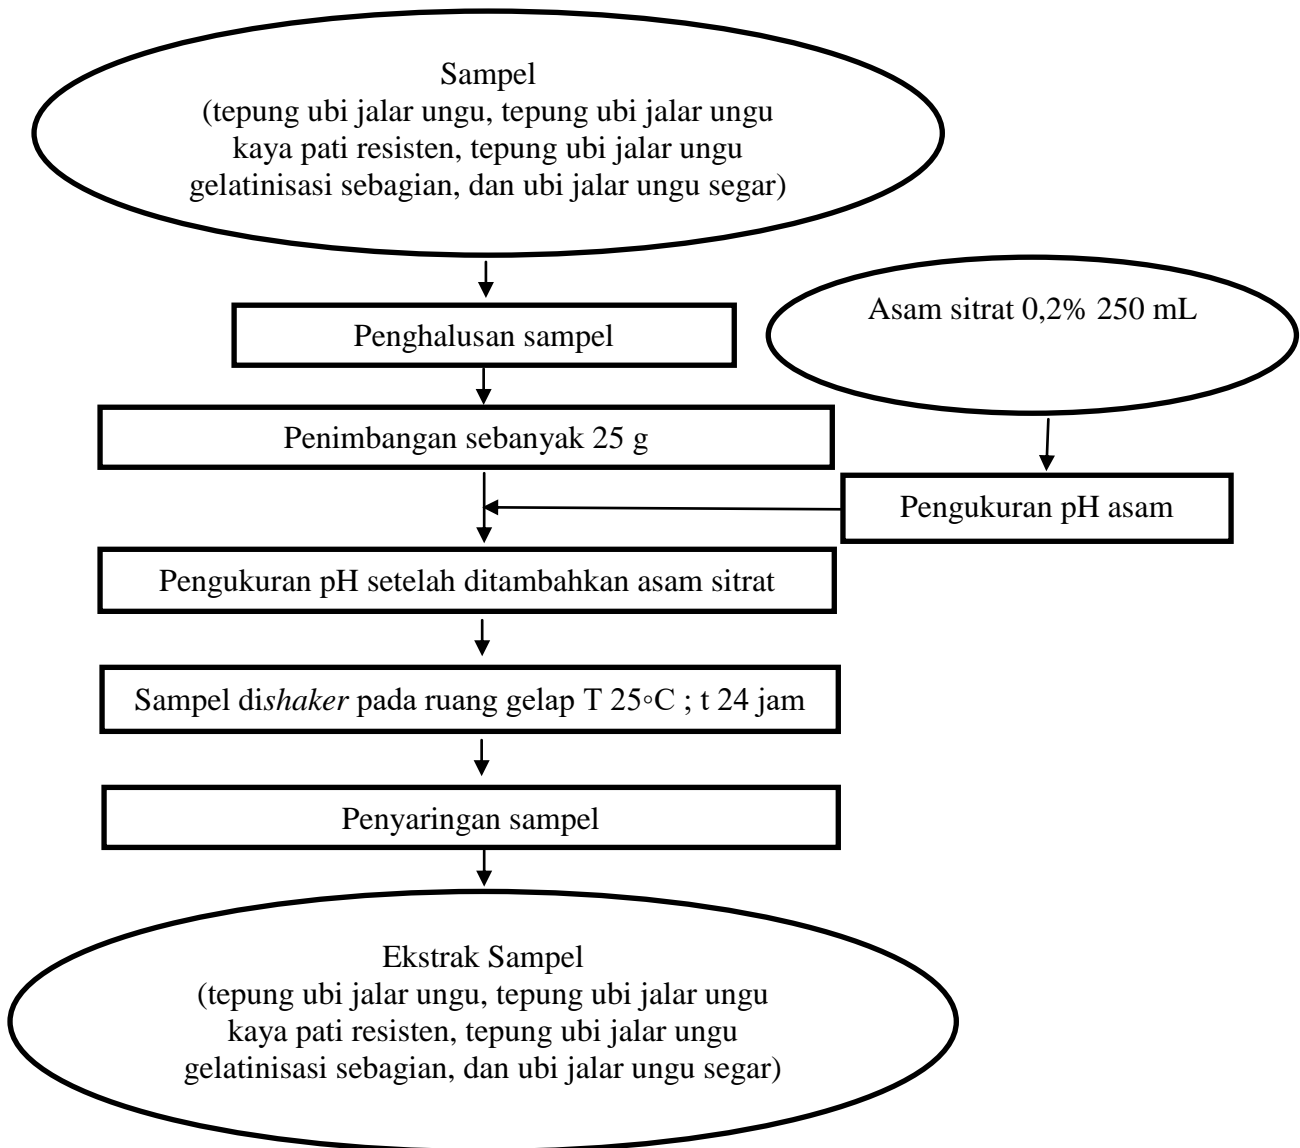 Sampel
(tepung ubi jalar ungu, tepung ubi jalar ungu
kaya pati resisten, tepung ubi jalar ungu
gelatinisasi sebagian, dan ubi jalar ungu segar)
Penghalusan sampel
Asam sitrat 0,2% 250 mL
Penimbangan sebanyak 25 g
Pengukuran pH asam
Pengukuran pH setelah ditambahkan asam sitrat
Sampel dishaker pada ruang gelap T 25◦C ; t 24 jam
Penyaringan sampel
Ekstrak Sampel
(tepung ubi jalar ungu, tepung ubi jalar ungu
kaya pati resisten, tepung ubi jalar ungu
gelatinisasi sebagian, dan ubi jalar ungu segar)